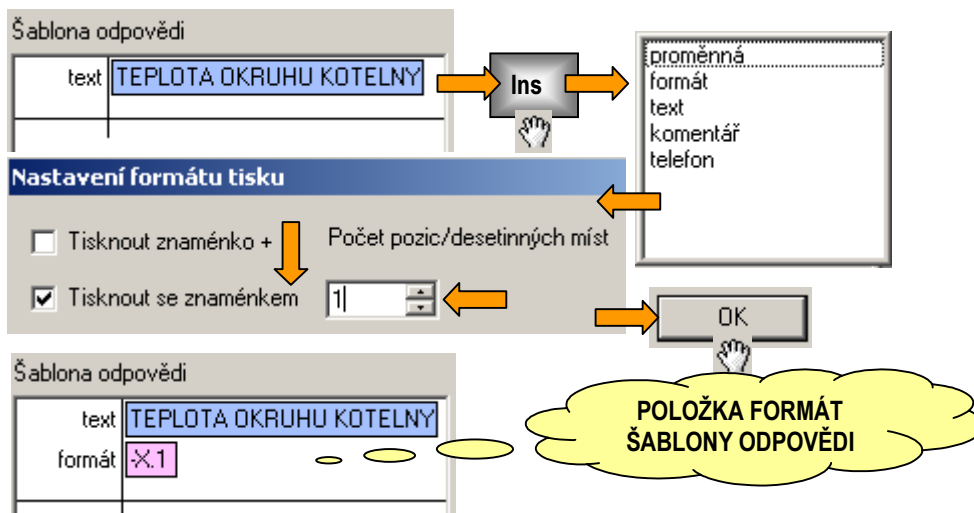 Šablona odpovědi
text TEPLOTA OKRUHU KOTELNY
Ins
proměnná
formát
text
komentář
telefon
Nastavení formátu tisku
Tisknout znaménko +
Počet pozic/desetinných míst
Tisknout se znaménkem
1
OK
Šablona odpovědi
text TEPLOTA OKRUHU KOTELNY
formát -X.1
POLOŽKA FORMÁT
ŠABLONY ODPOVĚDI